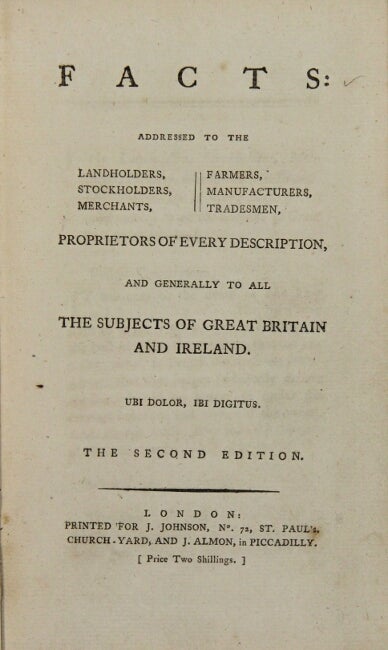 F A C T S:
ADDRESSED TO THE
LANDHOLDERS, FARMERS,
STOCKHOLDERS, MANUFACTURERS,
MERCHANTS, TRADESMEN,
PROPRIETORS OF EVERY DESCRIPTION,
AND GENERALLY TO ALL
THE SUBJECTS OF GREAT BRITAIN
AND IRELAND.
UBI DOLOR, IBI DIGITUS.
THE SECOND EDITION.
L O N D O N:
PRINTED FOR J. JOHNSON, Nº. 72, ST. PAUL's,
CHURCH-YARD, AND J. ALMON, in PICCADILLY.
[ Price Two Shillings. ]